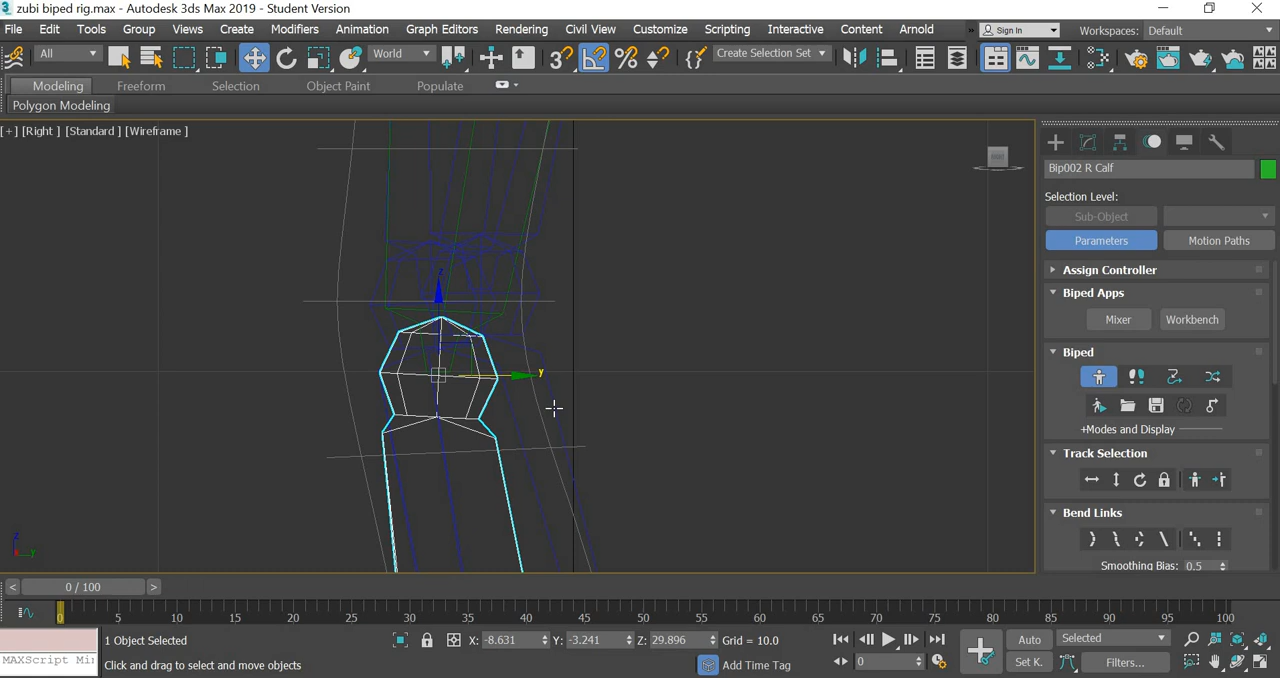 zubi biped rig.max - Autodesk 3ds Max 2019 - Student Version
File Edit Tools Group Views Create Modifiers Animation Graph Editors Rendering Civil View Customize Scripting Interactive Content Arnold » Sign In Workspaces: Default
All World Create Selection Set
Modeling Freeform Selection Object Paint Populate
Polygon Modeling
[+] [Right ] [Standard ] [Wireframe ]
Bip002 R Calf
Selection Level:
Sub-Object
Parameters Motion Paths
Assign Controller
Biped Apps
Mixer Workbench
Biped
+Modes and Display
Track Selection
Bend Links
Smoothing Bias: 0.5
y
z
y
< 0 / 100 >
0 5 10 15 20 25 30 35 40 45 50 55 60 65 70 75 80 85 90 95 100
1 Object Selected X: -8.631 Y: -3.241 Z: 29.896 Grid = 10.0 Auto Selected
MAXScript Mi Click and drag to select and move objects Add Time Tag 0 Set K. Filters...